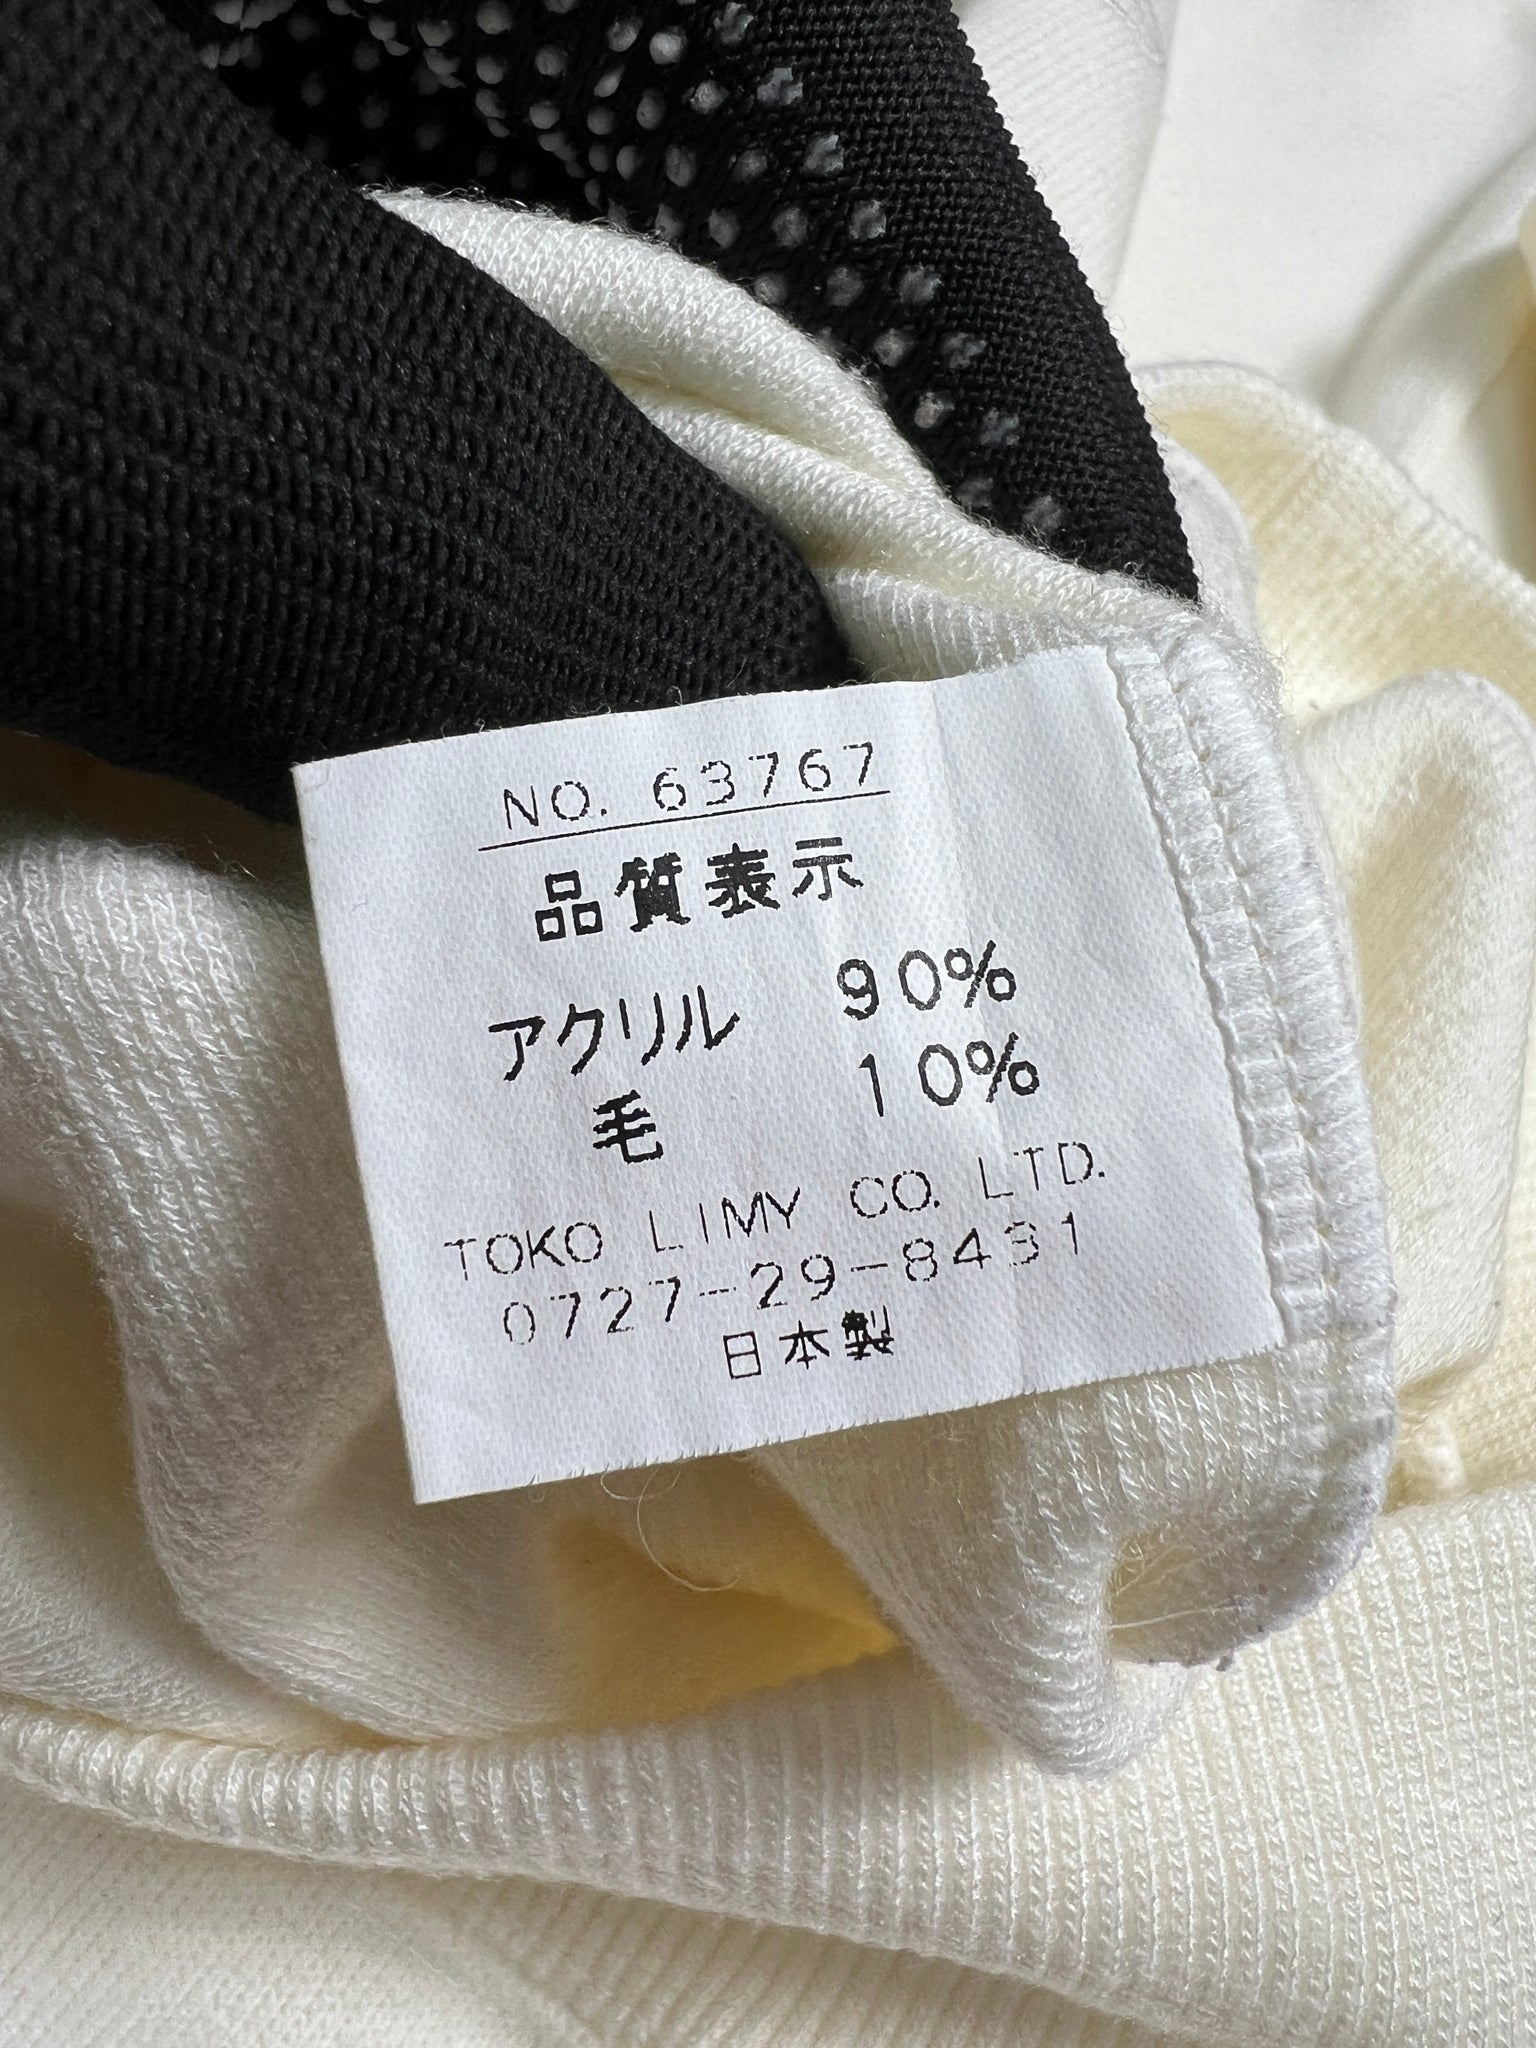 NO. 63767
品質表示
アクリル 90%
毛 10%
TOKO LIMY CO. LTD.
0727-29-8431
日本製